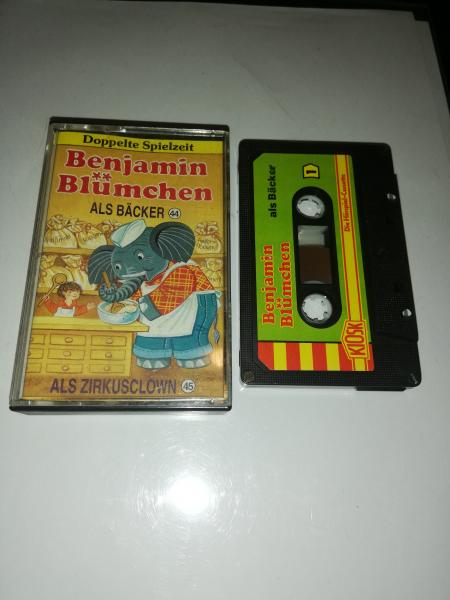 Doppelte Spielzeit
Benjamin
Blümchen
ALS BÄCKER 44
ALS ZIRKUSCLOWN 45
Benjamin
Blümchen
als Bäcker
1
Die Hörspiel-Cassette
KIOSK